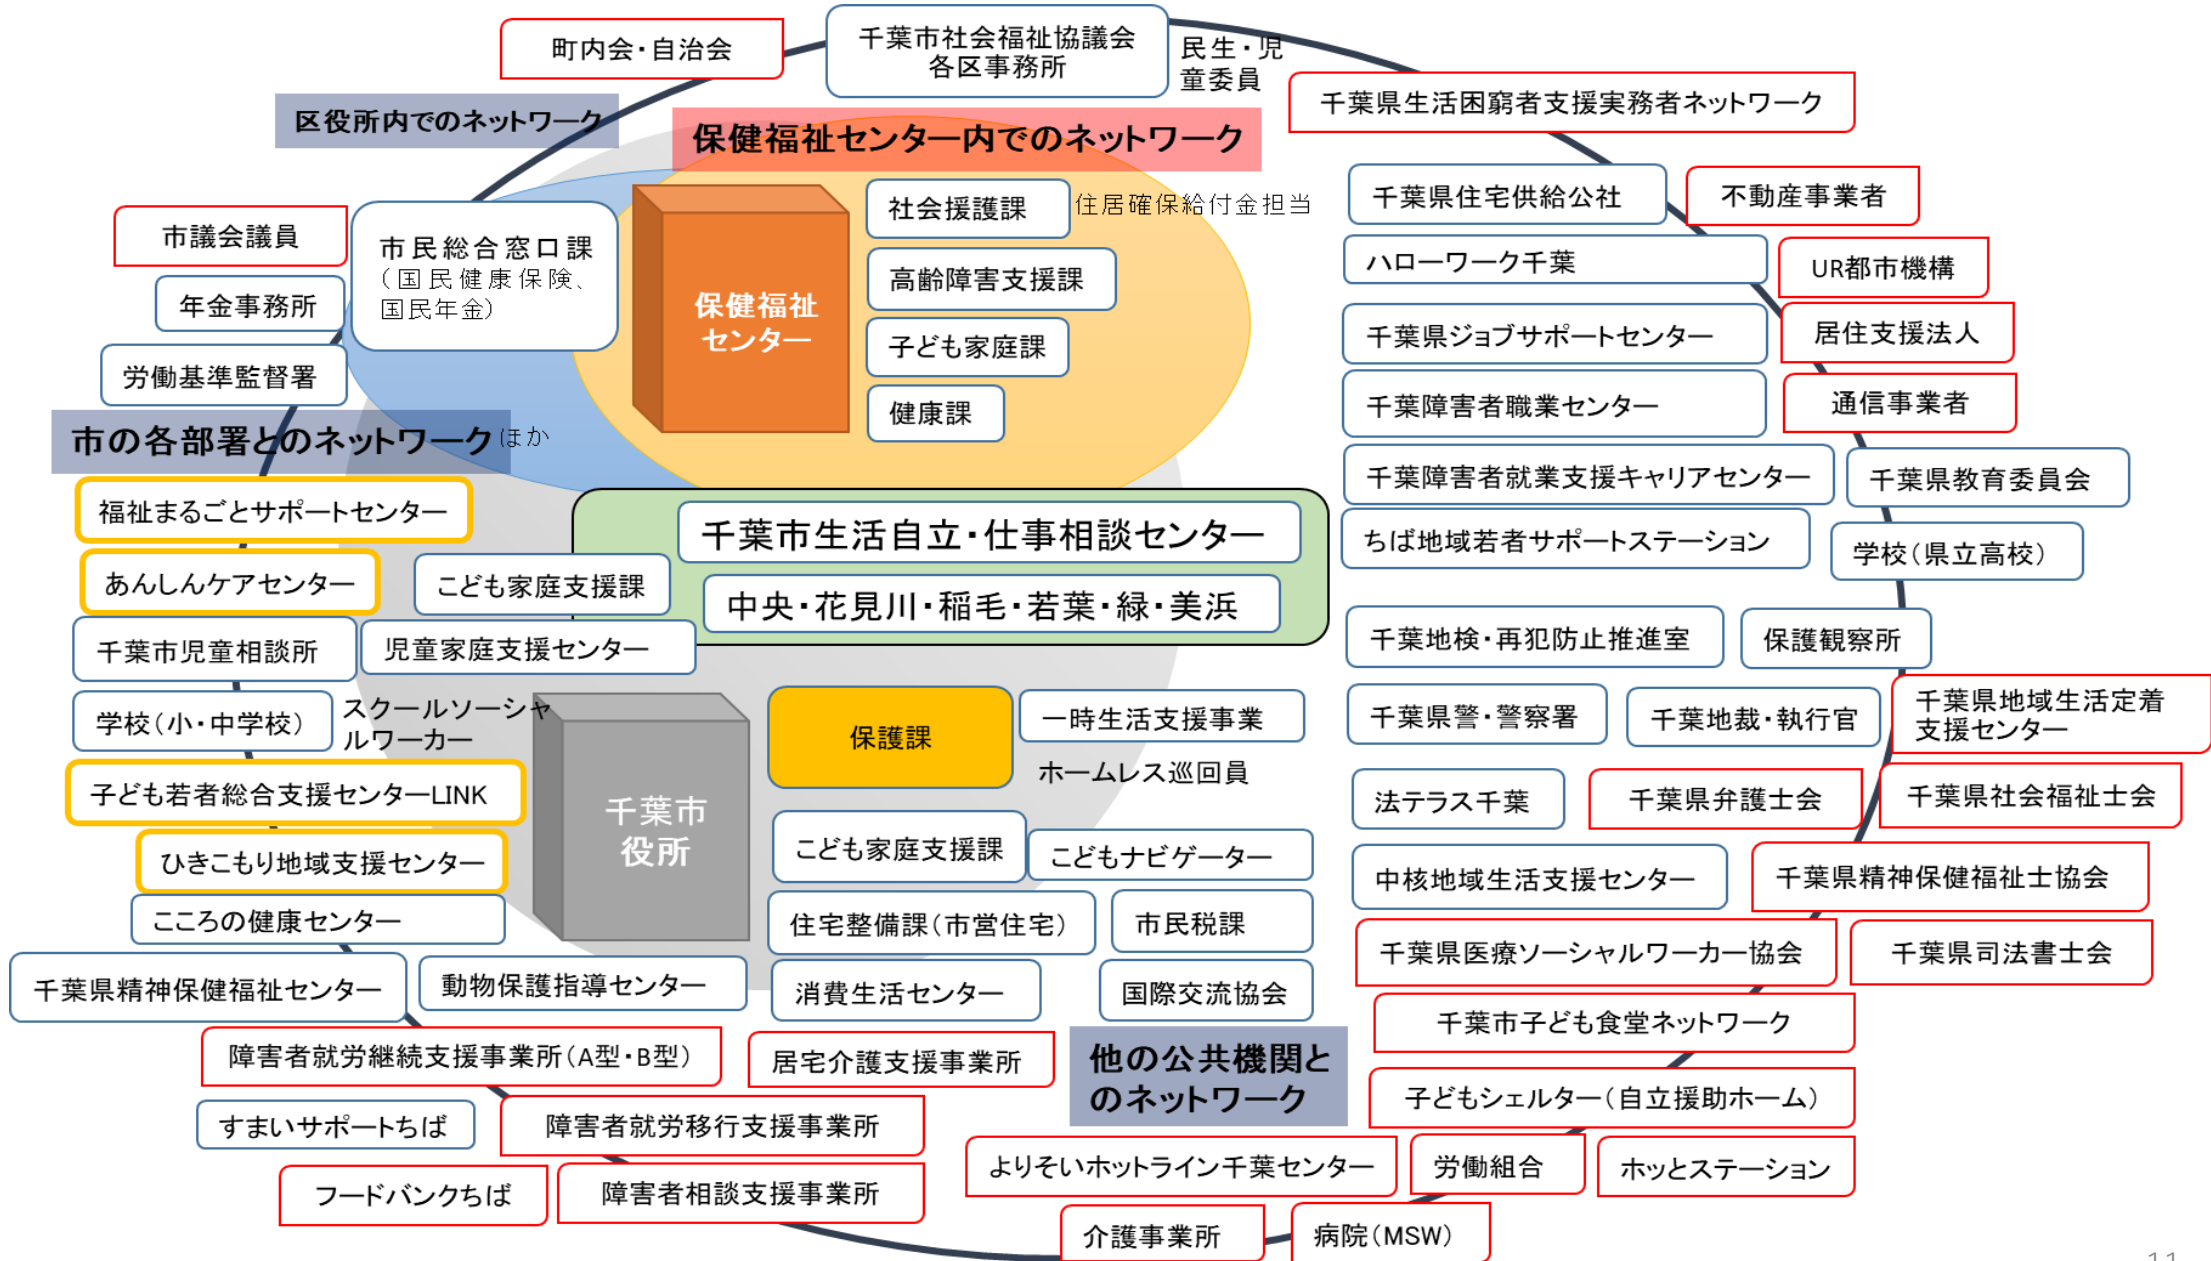 町内会・自治会
千葉市社会福祉協議会
各区事務所
民生・児
童委員
千葉県生活困窮者支援実務者ネットワーク
区役所内でのネットワーク
保健福祉センター内でのネットワーク
市議会議員
年金事務所
労働基準監督署
市民総合窓口課
（国民健康保険、
国民年金）
保健福祉
センター
社会援護課
住居確保給付金担当
高齢障害支援課
子ども家庭課
健康課
千葉県住宅供給公社
不動産事業者
ハローワーク千葉
UR都市機構
千葉県ジョブサポートセンター
居住支援法人
千葉障害者職業センター
通信事業者
千葉障害者就業支援キャリアセンター
千葉県教育委員会
ちば地域若者サポートステーション
学校（県立高校）
市の各部署とのネットワーク
ほか
福祉まるごとサポートセンター
あんしんケアセンター
こども家庭支援課
千葉市児童相談所
児童家庭支援センター
学校（小・中学校）
スクールソーシャ
ルワーカー
子ども若者総合支援センターLINK
ひきこもり地域支援センター
こころの健康センター
千葉県精神保健福祉センター
動物保護指導センター
千葉市生活自立・仕事相談センター
中央・花見川・稲毛・若葉・緑・美浜
千葉市
役所
保護課
一時生活支援事業
ホームレス巡回員
こども家庭支援課
こどもナビゲーター
住宅整備課（市営住宅）
市民税課
消費生活センター
国際交流協会
千葉地検・再犯防止推進室
保護観察所
千葉県警・警察署
千葉地裁・執行官
千葉県地域生活定着
支援センター
法テラス千葉
千葉県弁護士会
千葉県社会福祉士会
中核地域生活支援センター
千葉県精神保健福祉士協会
千葉県医療ソーシャルワーカー協会
千葉県司法書士会
千葉市子ども食堂ネットワーク
子どもシェルター（自立援助ホーム）
他の公共機関と
のネットワーク
障害者就労継続支援事業所（A型・B型）
居宅介護支援事業所
すまいサポートちば
障害者就労移行支援事業所
フードバンクちば
障害者相談支援事業所
よりそいホットライン千葉センター
労働組合
ホッとステーション
介護事業所
病院（MSW）
11